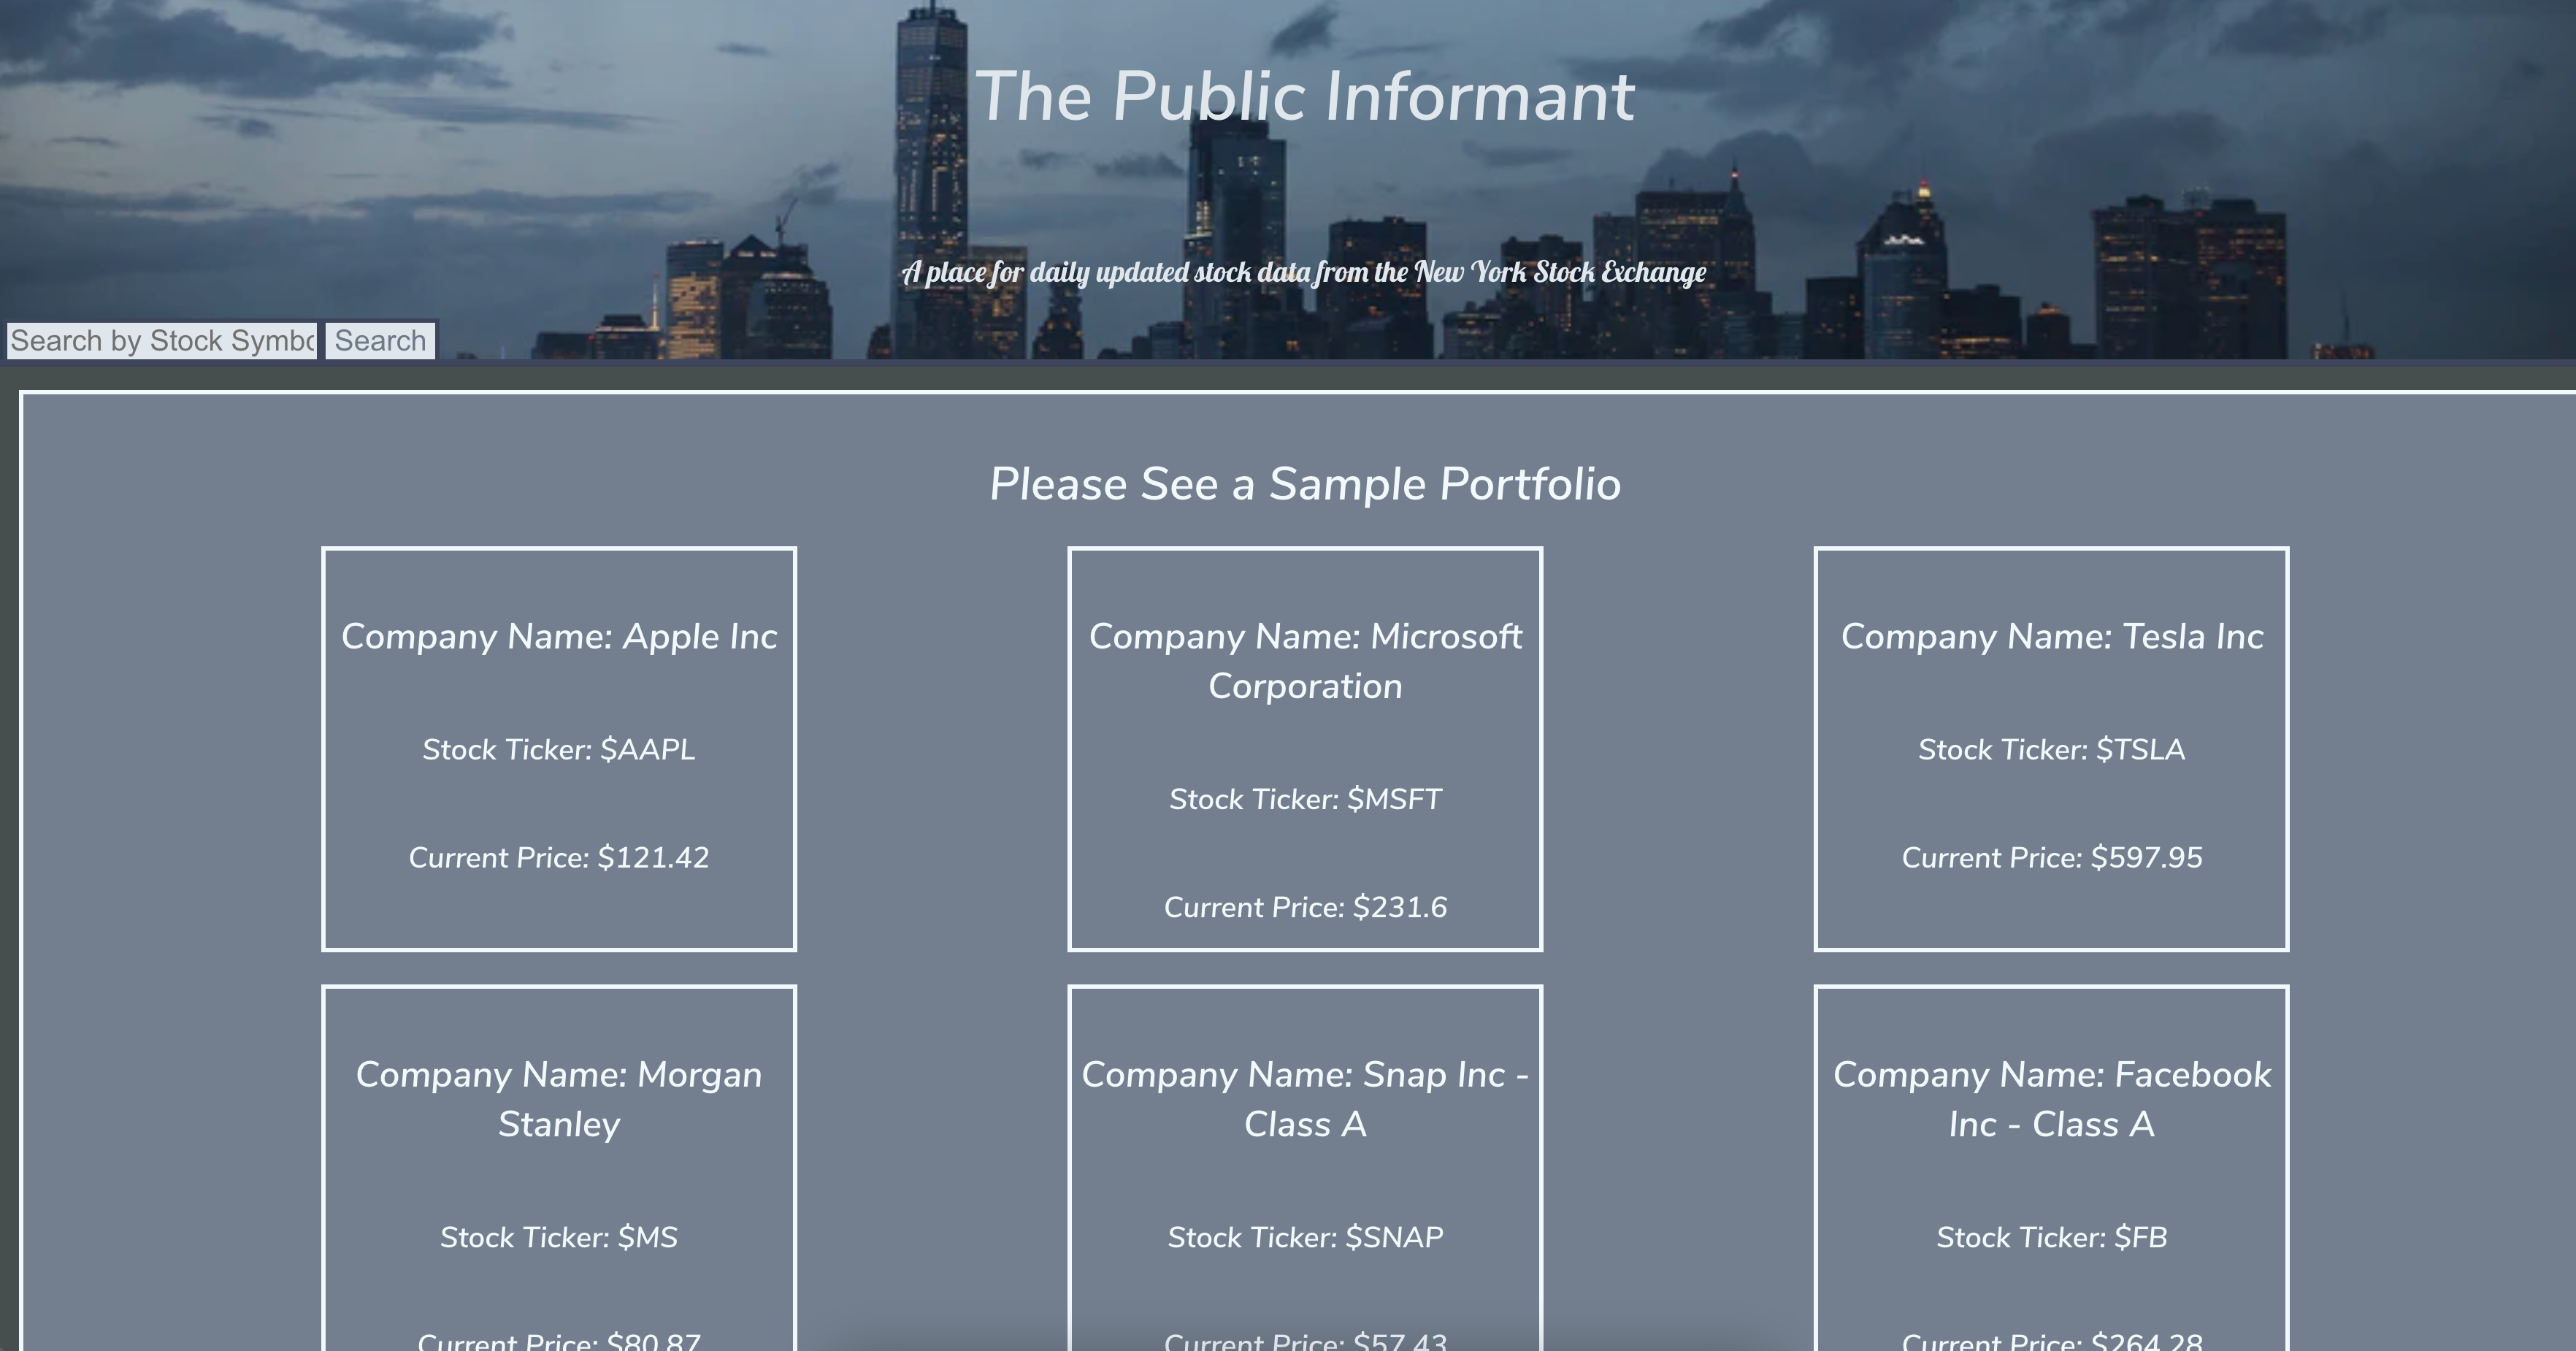 The Public Informant
A place for daily updated stock data from the New York Stock Exchange
Search by Stock Symbo
Search
Please See a Sample Portfolio
Company Name: Apple Inc
Stock Ticker: $AAPL
Current Price: $121.42
Company Name: Microsoft
Corporation
Stock Ticker: $MSFT
Current Price: $231.6
Company Name: Tesla Inc
Stock Ticker: $TSLA
Current Price: $597.95
Company Name: Morgan
Stanley
Stock Ticker: $MS
Current Price: $80.87
Company Name: Snap Inc -
Class A
Stock Ticker: $SNAP
Current Price: $57.43
Company Name: Facebook
Inc - Class A
Stock Ticker: $FB
Current Price: $264.28